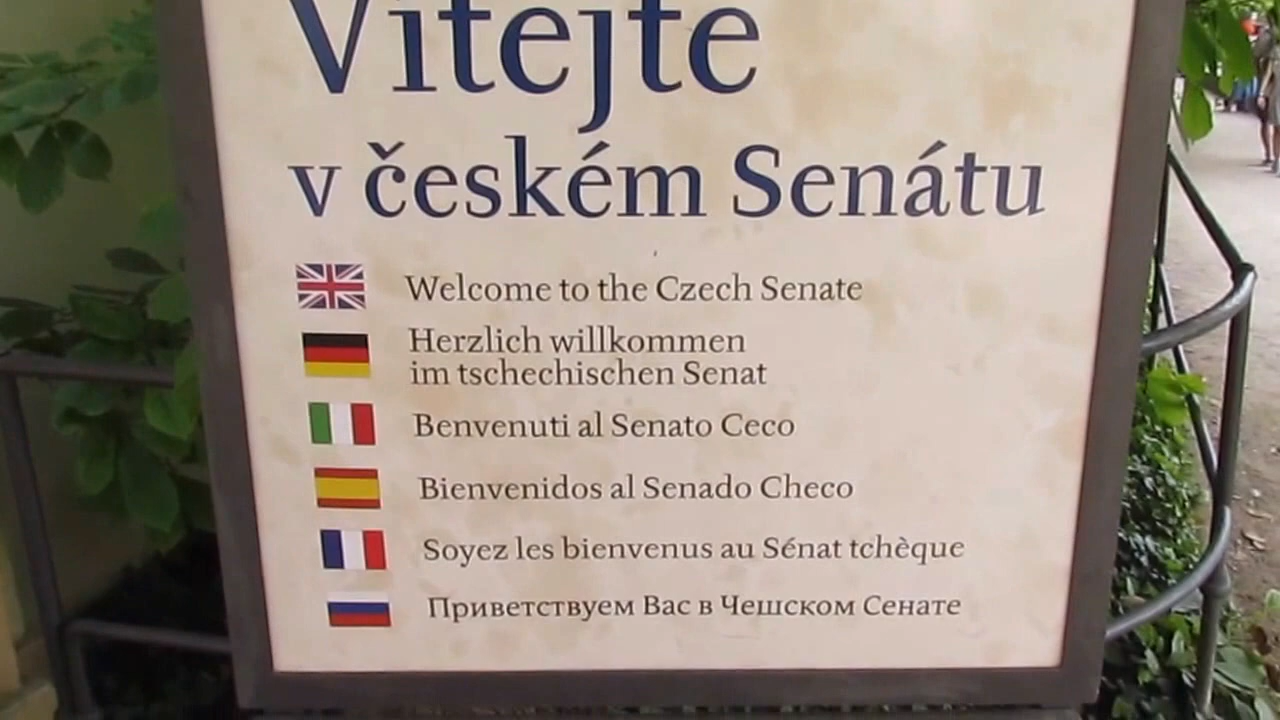 Vítejte
v českém Senátu
Welcome to the Czech Senate
Herzlich willkommen
im tschechischen Senat
Benvenuti al Senato Ceco
Bienvenidos al Senado Checo
Soyez les bienvenus au Sénat tchèque
Приветствуем Вас в Чешском Сенате